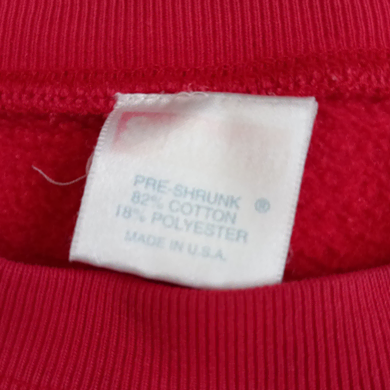 PRE-SHRUNK ®
82% COTTON
18% POLYESTER
MADE IN U.S.A.